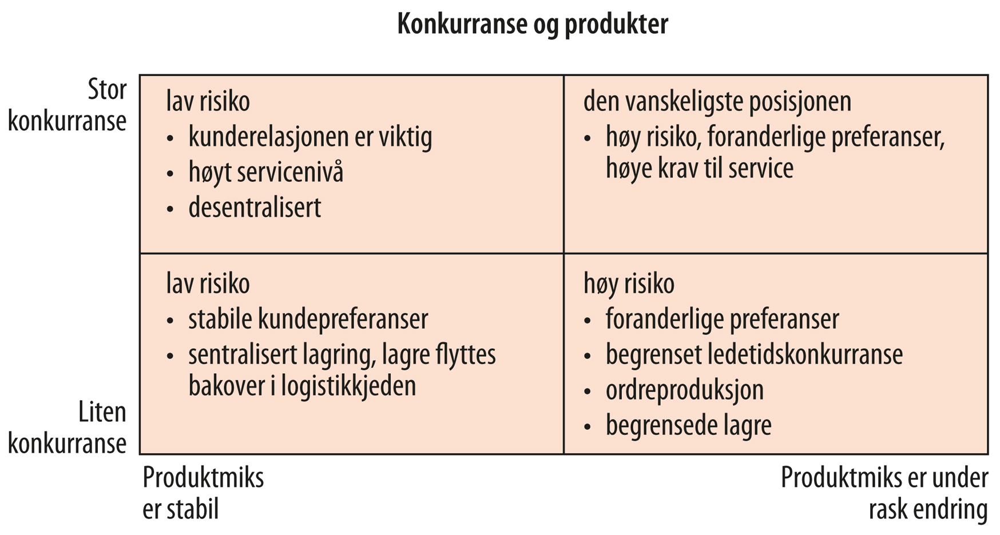 Konkurranse og produkter
Stor
konkurranse
lav risiko
• kunderelasjonen er viktig
• høyt servicenivå
• desentralisert
den vanskeligste posisjonen
• høy risiko, foranderlige preferanser,
høye krav til service
lav risiko
• stabile kundepreferanser
• sentralisert lagring, lagre flyttes
bakover i logistikkjeden
høy risiko
• foranderlige preferanser
• begrenset ledetidskonkurranse
• ordreproduksjon
• begrensede lagre
Liten
konkurranse
Produktmiks
er stabil
Produktmiks er under
rask endring